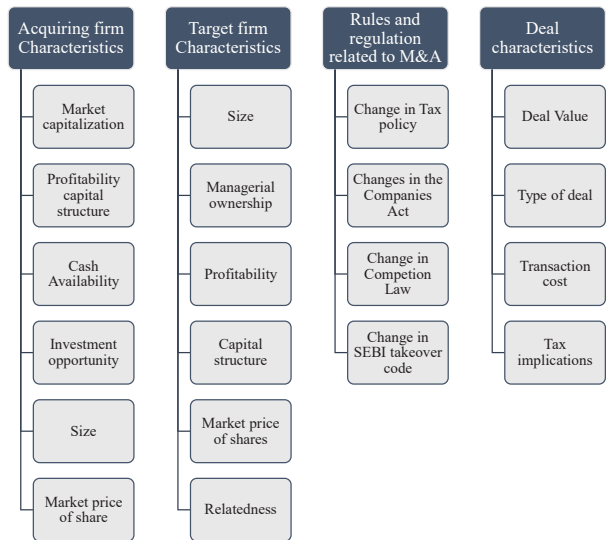 Acquiring firm
Characteristics
Market
capitalization
Profitability
capital
structure
Cash
Availability
Investment
opportunity
Size
Market price
of share
Target firm
Characteristics
Size
Managerial
ownership
Profitability
Capital
structure
Market price
of shares
Relatedness
Rules and
regulation
related to M&A
Change in Tax
policy
Changes in the
Companies
Act
Change in
Competion
Law
Change in
SEBI takeover
code
Deal
characteristics
Deal Value
Type of deal
Transaction
cost
Tax
implications